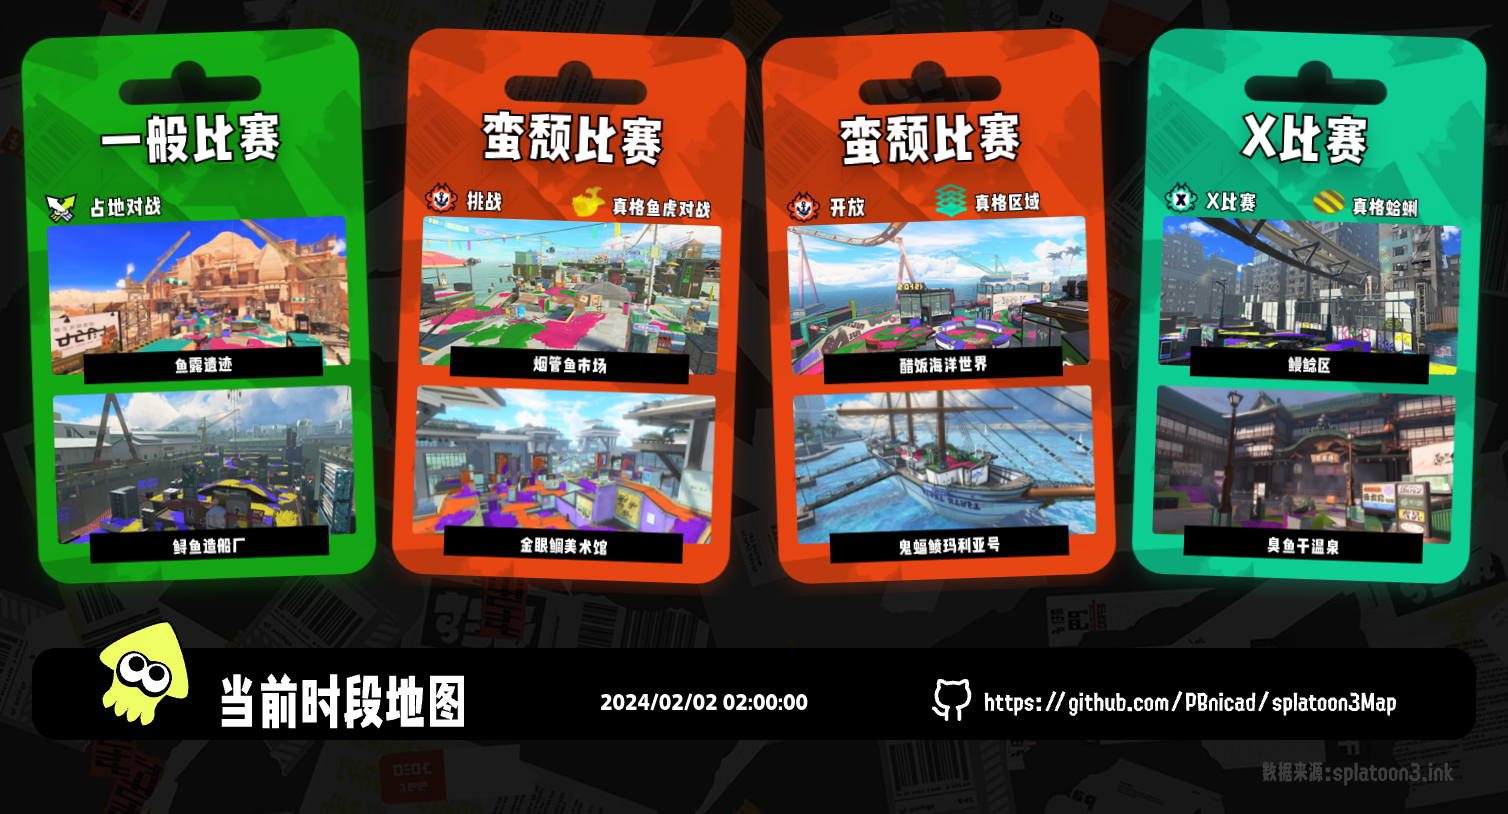 一般比赛
占地对战
鱼露遗迹
鲟鱼造船厂
蛮颓比赛
挑战
真格鱼虎对战
烟管鱼市场
金眼鲷美术馆
蛮颓比赛
开放
真格区域
醋饭海洋世界
鬼蝠鲼玛利亚号
X比赛
X比赛
真格蛤蜊
鳗鲶区
臭鱼干温泉
当前时段地图
2024/02/02 02:00:00
https://github.com/PBnicad/splatoon3Map
数据来源:splatoon3.ink